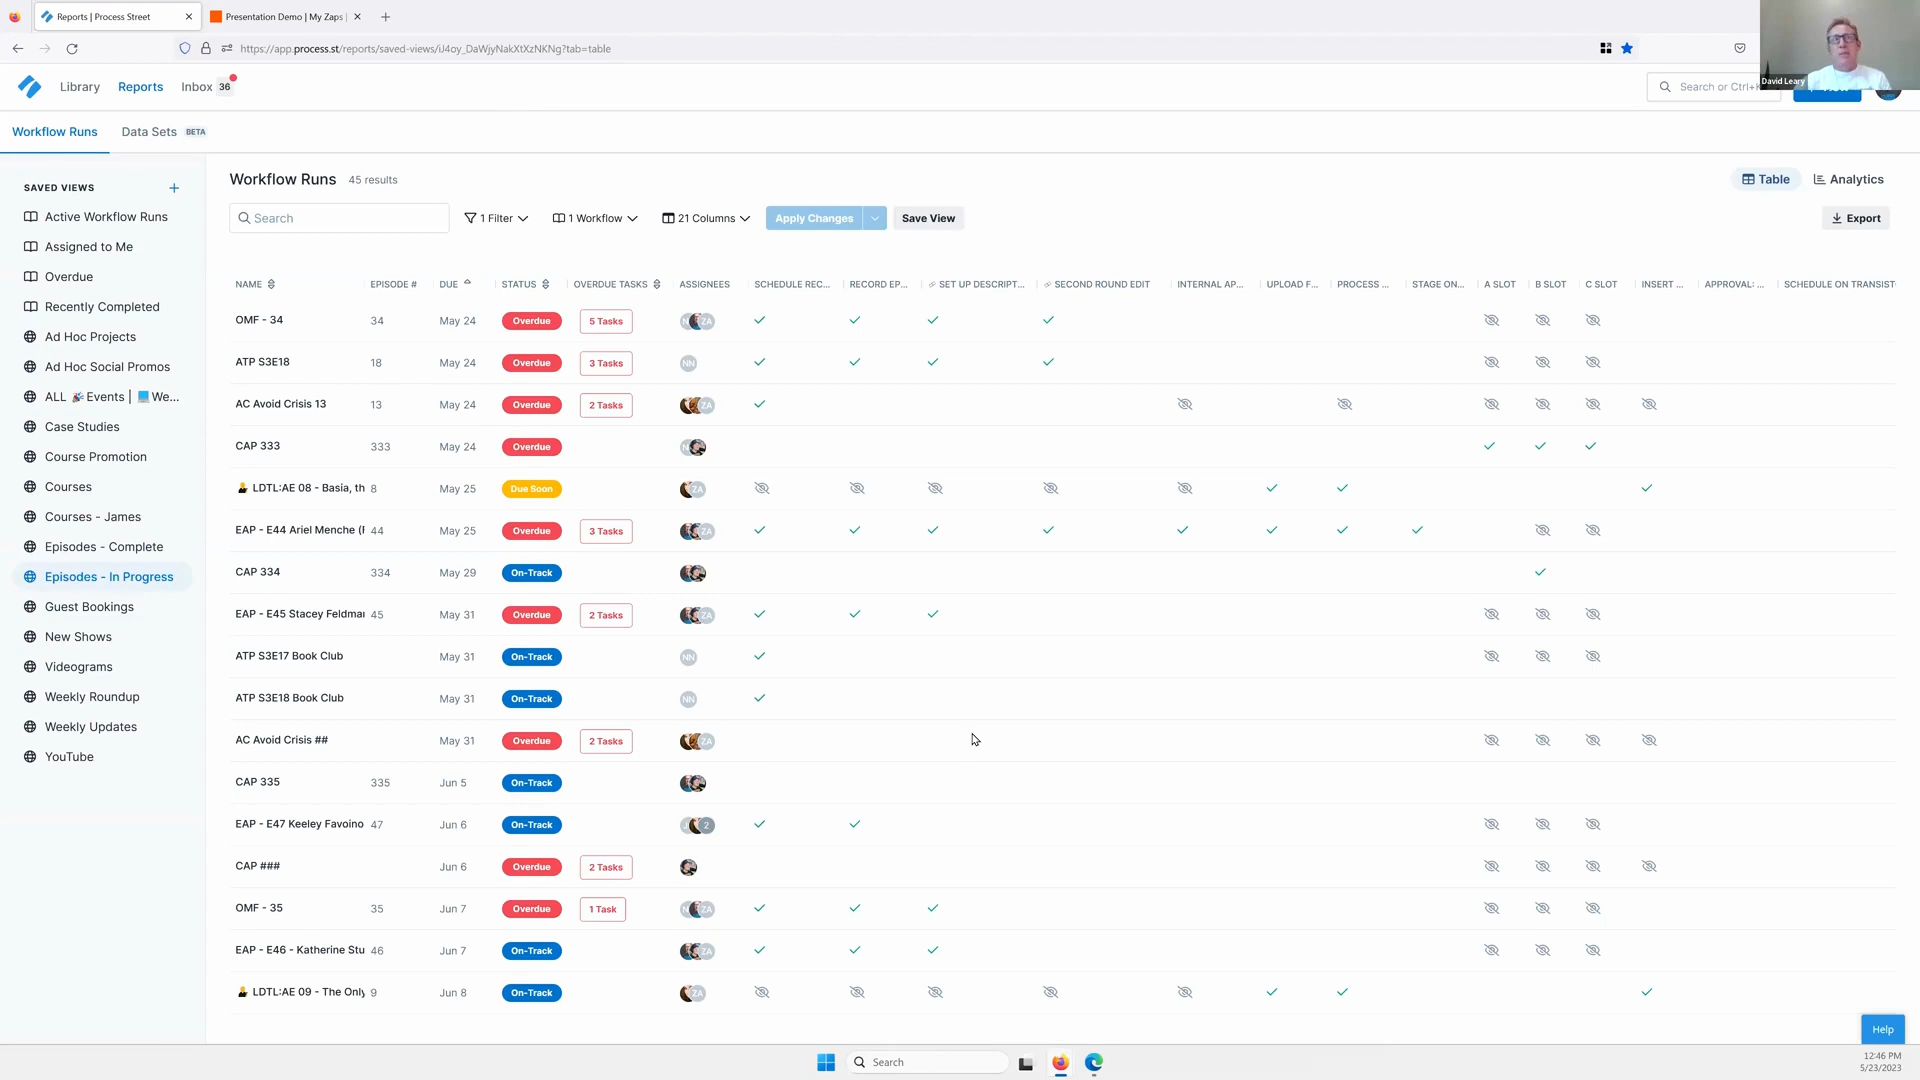 Reports | Process Street
Presentation Demo | My Zaps |
https://app.process.st/reports/saved-views/iJ4oy_DaWjyNakXtXzNKNg?tab=table
David Leary
Library
Reports
Inbox 36
Search or Ctrl+
Workflow Runs
Data Sets BETA
SAVED VIEWS
Active Workflow Runs
Assigned to Me
Overdue
Recently Completed
Ad Hoc Projects
Ad Hoc Social Promos
ALL 🎉Events | 💻We...
Case Studies
Course Promotion
Courses
Courses - James
Episodes - Complete
Episodes - In Progress
Guest Bookings
New Shows
Videograms
Weekly Roundup
Weekly Updates
YouTube
Workflow Runs 45 results
Table
Analytics
Search
1 Filter
1 Workflow
21 Columns
Apply Changes
Save View
Export
NAME EPISODE # DUE STATUS OVERDUE TASKS ASSIGNEES SCHEDULE REC... RECORD EP... SET UP DESCRIPT... SECOND ROUND EDIT INTERNAL AP... UPLOAD F... PROCESS ... STAGE ON... A SLOT B SLOT C SLOT INSERT ... APPROVAL: ... SCHEDULE ON TRANSIST
OMF - 34 34 May 24 Overdue 5 Tasks ZA
ATP S3E18 18 May 24 Overdue 3 Tasks NN
AC Avoid Crisis 13 13 May 24 Overdue 2 Tasks ZA
CAP 333 333 May 24 Overdue
LDTL:AE 08 - Basia, th 8 May 25 Due Soon ZA
EAP - E44 Ariel Menche (F 44 May 25 Overdue 3 Tasks ZA
CAP 334 334 May 29 On-Track
EAP - E45 Stacey Feldmar 45 May 31 Overdue 2 Tasks ZA
ATP S3E17 Book Club May 31 On-Track NN
ATP S3E18 Book Club May 31 On-Track NN
AC Avoid Crisis ## May 31 Overdue 2 Tasks ZA
CAP 335 335 Jun 5 On-Track
EAP - E47 Keeley Favoino 47 Jun 6 On-Track 2
CAP ### Jun 6 Overdue 2 Tasks
OMF - 35 35 Jun 7 Overdue 1 Task ZA
EAP - E46 - Katherine Stu 46 Jun 7 On-Track ZA
LDTL:AE 09 - The Only 9 Jun 8 On-Track ZA
Help
Search
12:46 PM
5/23/2023